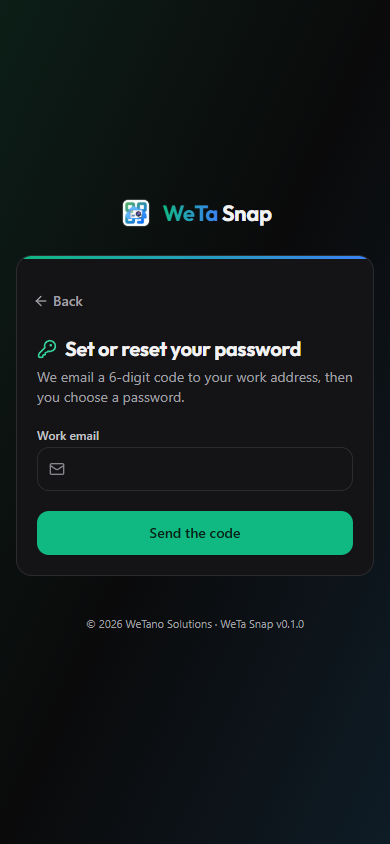 WeTa Snap
Back
Set or reset your password
We email a 6-digit code to your work address, then
you choose a password.
Work email
Send the code
© 2026 WeTano Solutions · WeTa Snap v0.1.0